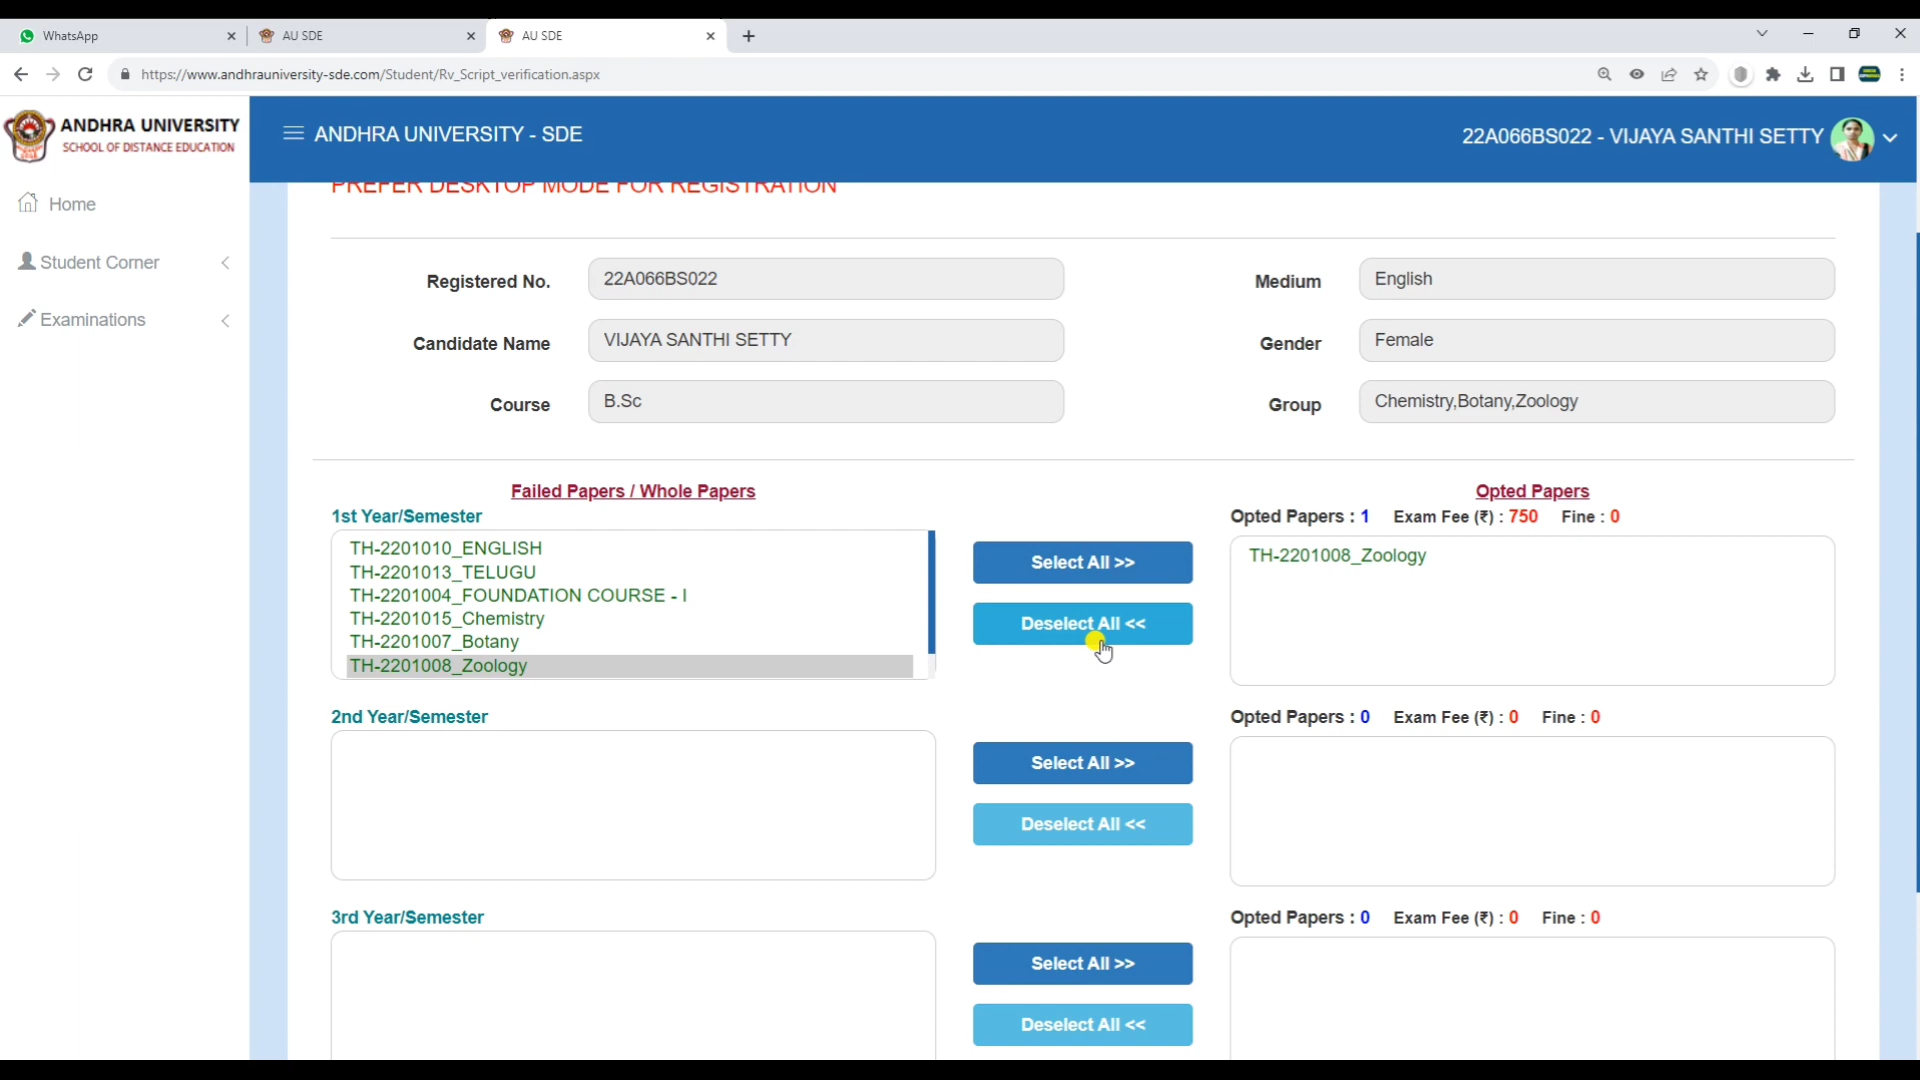 WhatsApp
AU SDE
AU SDE
https://www.andhrauniversity-sde.com/Student/Rv_Script_verification.aspx
ANDHRA UNIVERSITY
SCHOOL OF DISTANCE EDUCATION
ANDHRA UNIVERSITY - SDE
22A066BS022 - VIJAYA SANTHI SETTY
Home
Student Corner
Examinations
PREFER DESKTOP MODE FOR REGISTRATION
Registered No. 22A066BS022
Medium English
Candidate Name VIJAYA SANTHI SETTY
Gender Female
Course B.Sc
Group Chemistry,Botany,Zoology
Failed Papers / Whole Papers
Opted Papers
1st Year/Semester
Opted Papers : 1 Exam Fee (₹) : 750 Fine : 0
TH-2201010_ENGLISH
TH-2201013_TELUGU
TH-2201004_FOUNDATION COURSE - I
TH-2201015_Chemistry
TH-2201007_Botany
TH-2201008_Zoology
Select All >>
Deselect All <<
TH-2201008_Zoology
2nd Year/Semester
Opted Papers : 0 Exam Fee (₹) : 0 Fine : 0
Select All >>
Deselect All <<
3rd Year/Semester
Opted Papers : 0 Exam Fee (₹) : 0 Fine : 0
Select All >>
Deselect All <<